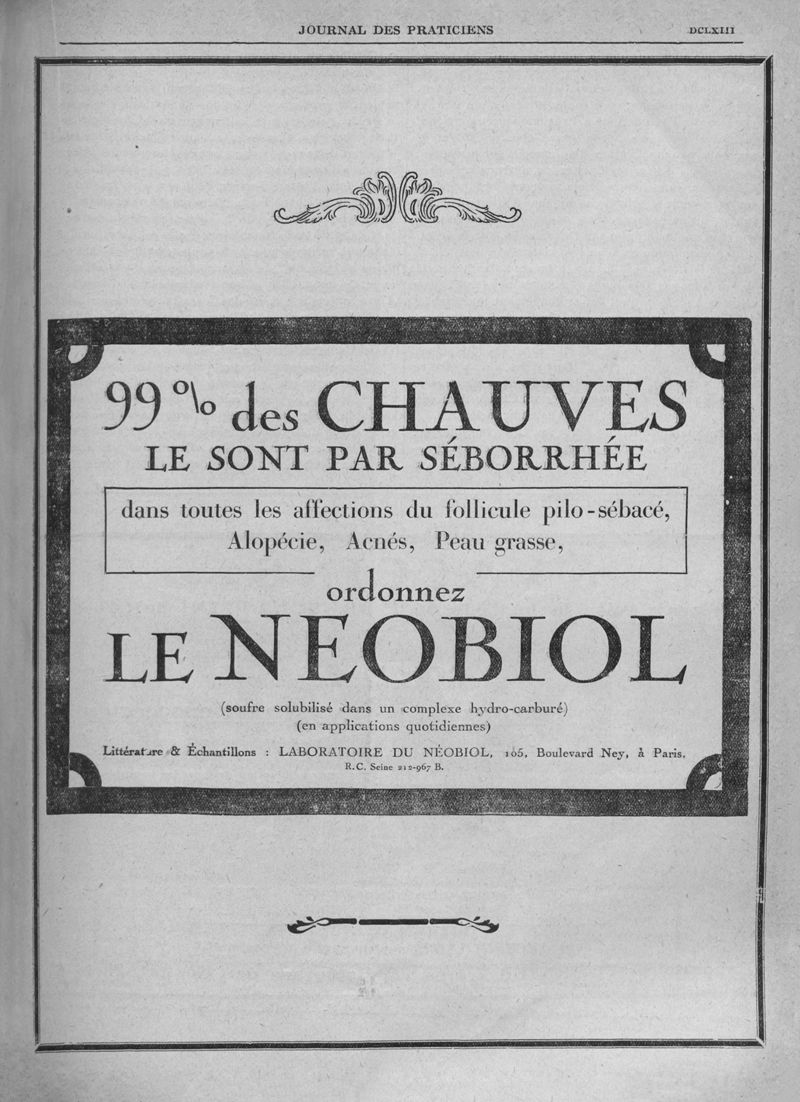 JOURNAL DES PRATICIENS
DCLXIII
99 % des CHAUVES
LE SONT PAR SÉBORRHÉE
dans toutes les affections du follicule pilo-sébacé,
Alopécie, Acnés, Peau grasse,
ordonnez
LE NEOBIOL
(soufre solubilisé dans un complexe hydro-carburé)
(en applications quotidiennes)
Littérature & Échantillons : LABORATOIRE DU NÉOBIOL, 165, Boulevard Ney, à Paris.
R.C. Seine 212-967 B.